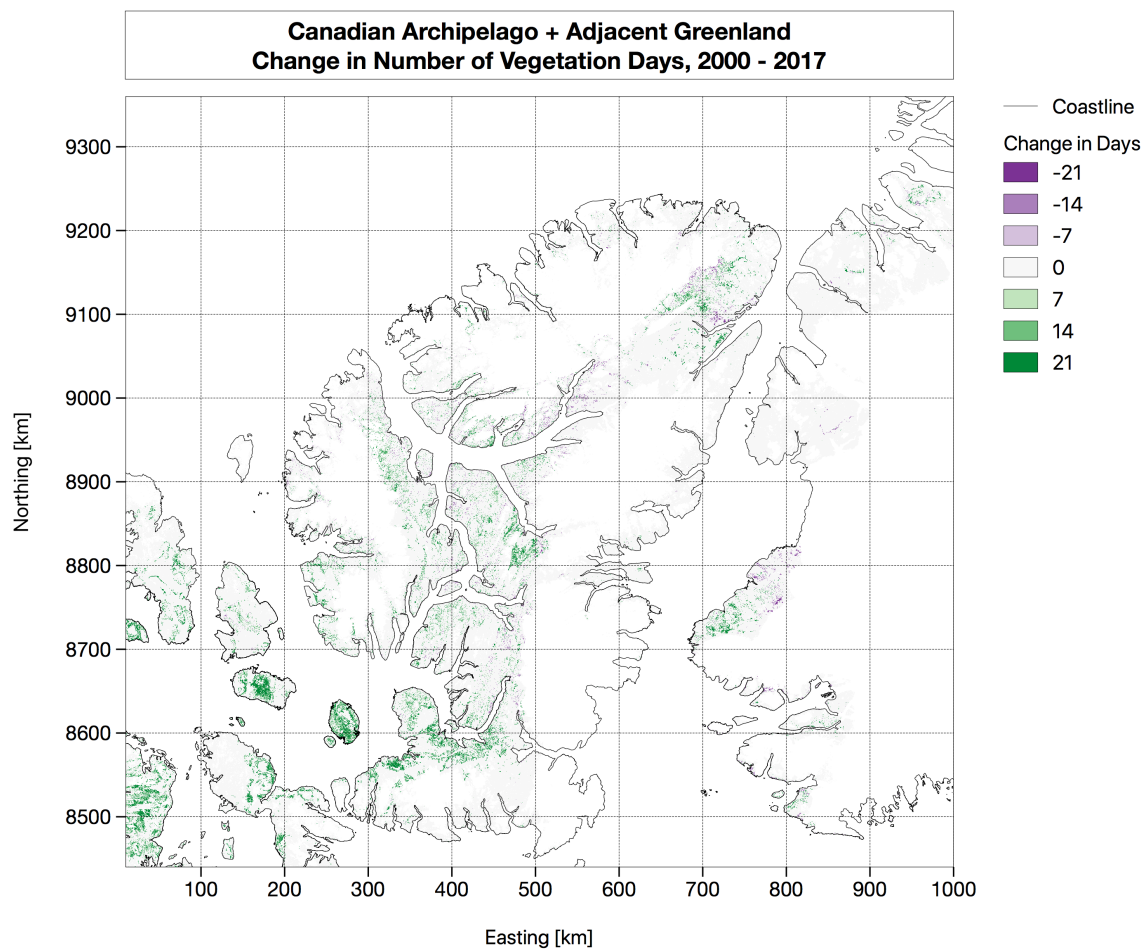 Canadian Archipelago + Adjacent Greenland
Change in Number of Vegetation Days, 2000 - 2017
Coastline
Change in Days
-21
-14
-7
0
7
14
21
Northing [km]
9300
9200
9100
9000
8900
8800
8700
8600
8500
100 200 300 400 500 600 700 800 900 1000
Easting [km]